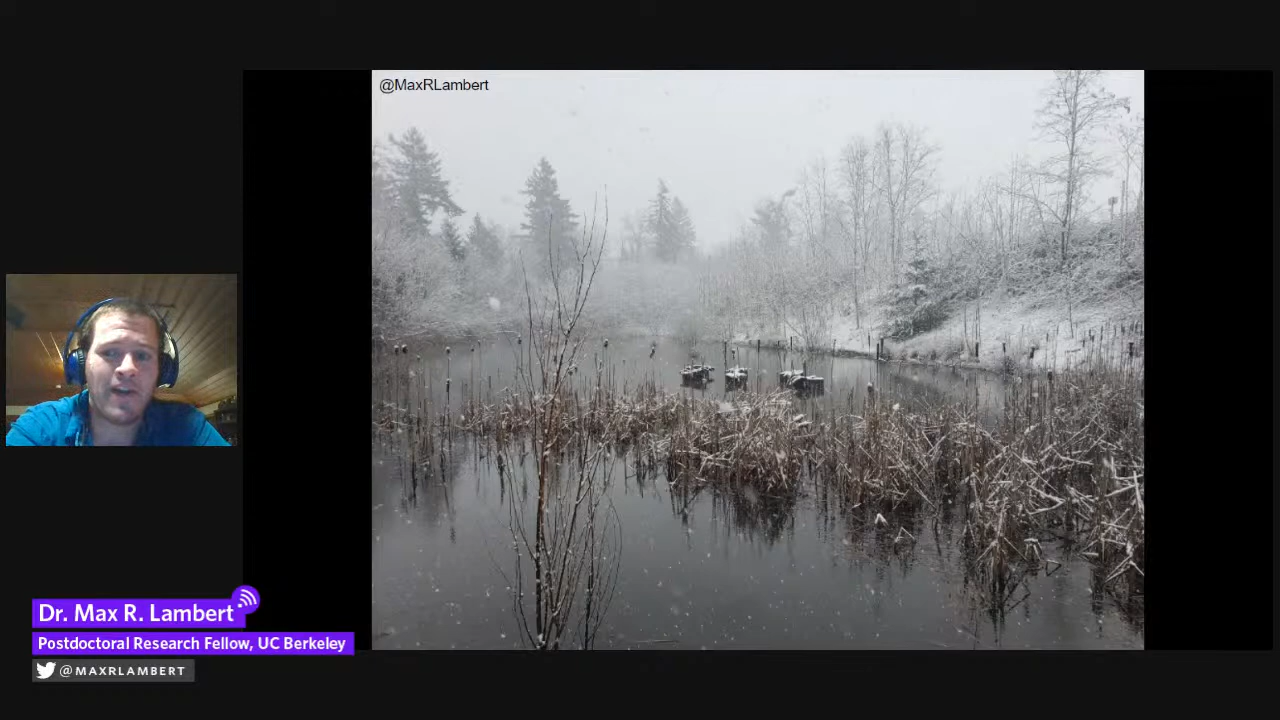 @MaxRLambert
Dr. Max R. Lambert
Postdoctoral Research Fellow, UC Berkeley
@MAXRLAMBERT